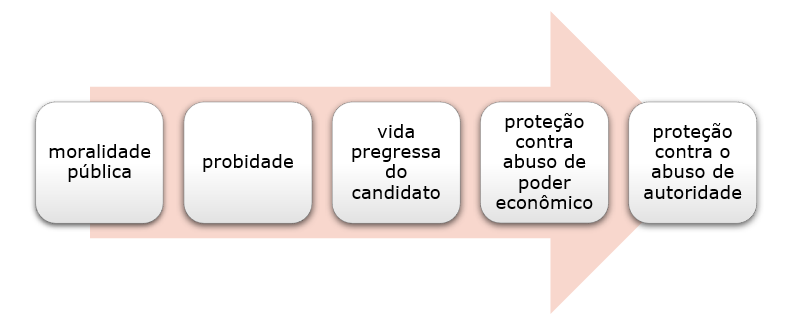 moralidade
pública
probidade
vida
pregressa
do
candidato
proteção
contra
abuso de
poder
econômico
proteção
contra o
abuso de
autoridade